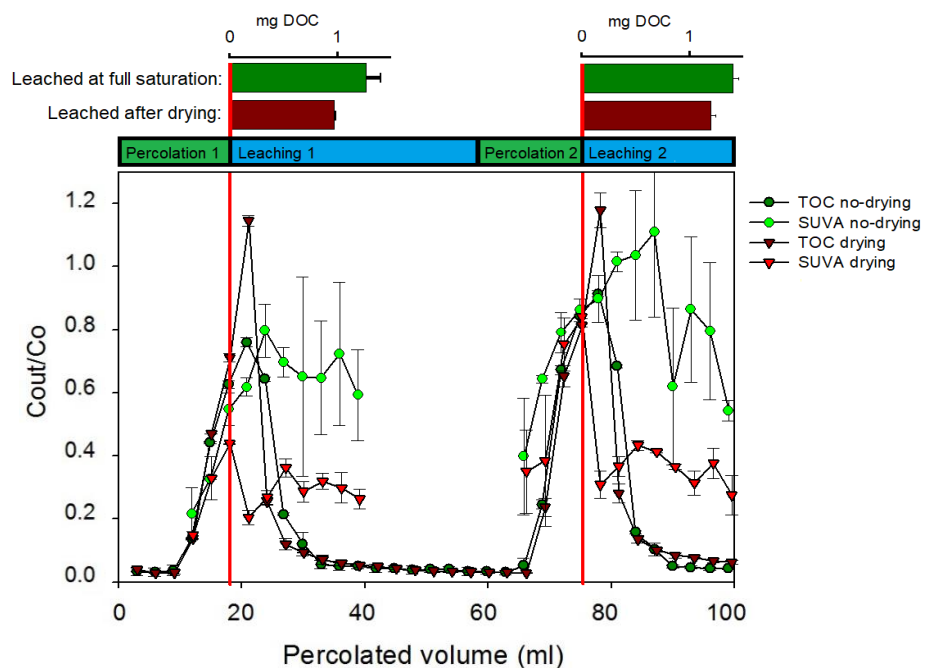 mg DOC
mg DOC
0 1
0 1
Leached at full saturation:
Leached after drying:
Percolation 1
Leaching 1
Percolation 2
Leaching 2
1.2
1.0
0.8
0.6
0.4
0.2
0.0
Cout/Co
TOC no-drying
SUVA no-drying
TOC drying
SUVA drying
0 20 40 60 80 100
Percolated volume (ml)